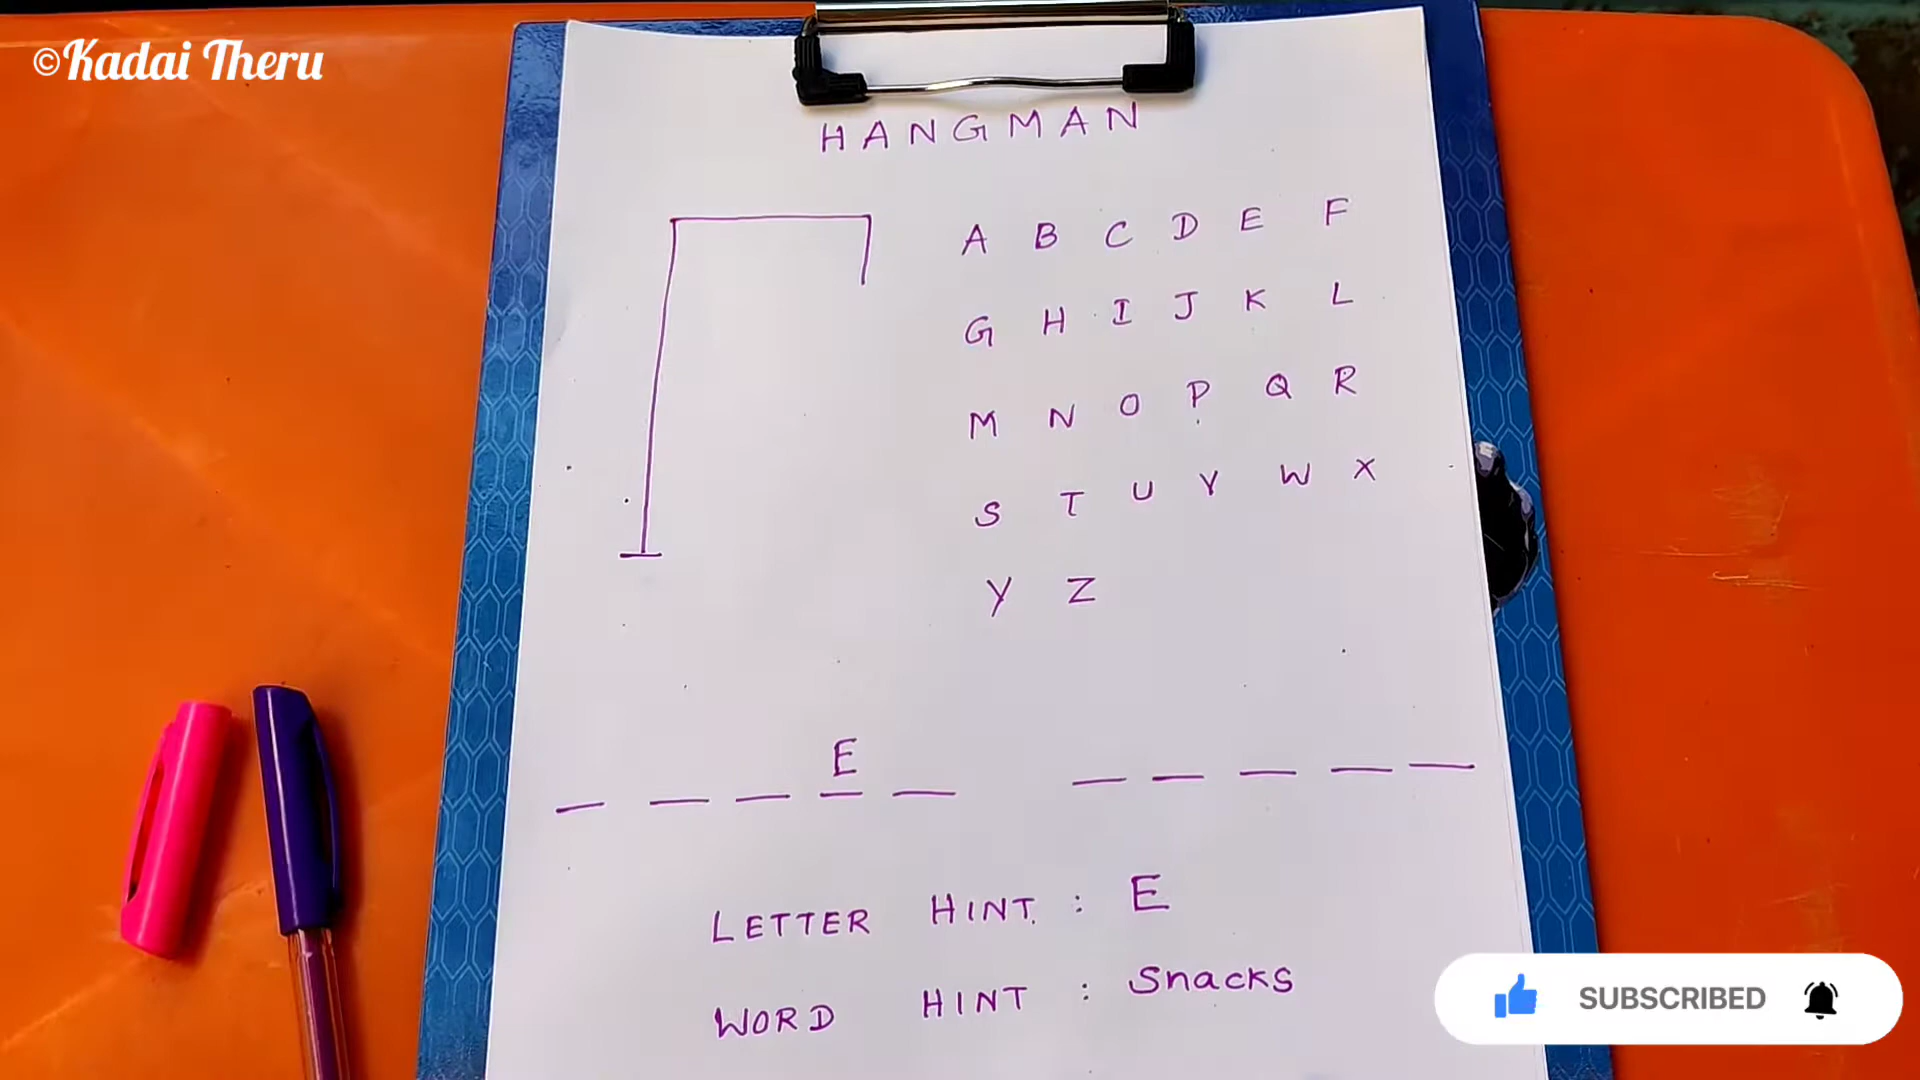 ©Kadai Theru
HANGMAN
A B C D E F
G H I J K L
M N O P Q R
S T U V W X
Y Z
E
LETTER HINT : E
WORD HINT : Snacks
SUBSCRIBED